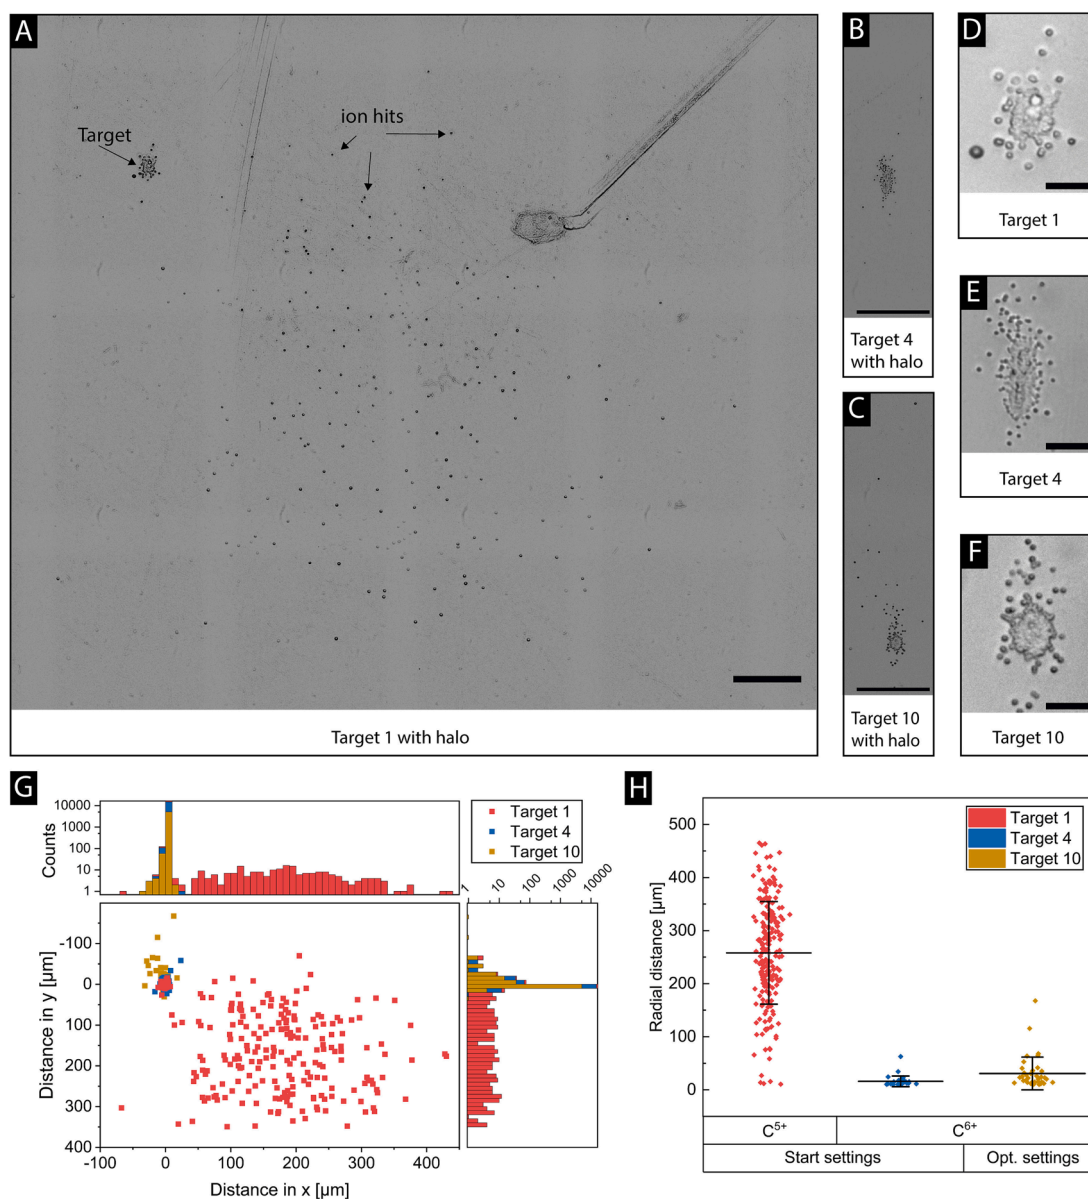 A
Target
ion hits
Target 1 with halo
B
Target 4
with halo
C
Target 10
with halo
D
Target 1
E
Target 4
F
Target 10
G
Counts
10000
1000
100
10
1
Target 1
Target 4
Target 10
1
10
100
1000
10000
Distance in y [µm]
-100
0
100
200
300
400
-100 0 100 200 300 400
Distance in x [µm]
H
Radial distance [µm]
500
400
300
200
100
0
Target 1
Target 4
Target 10
C5+ C6+
Start settings Opt. settings